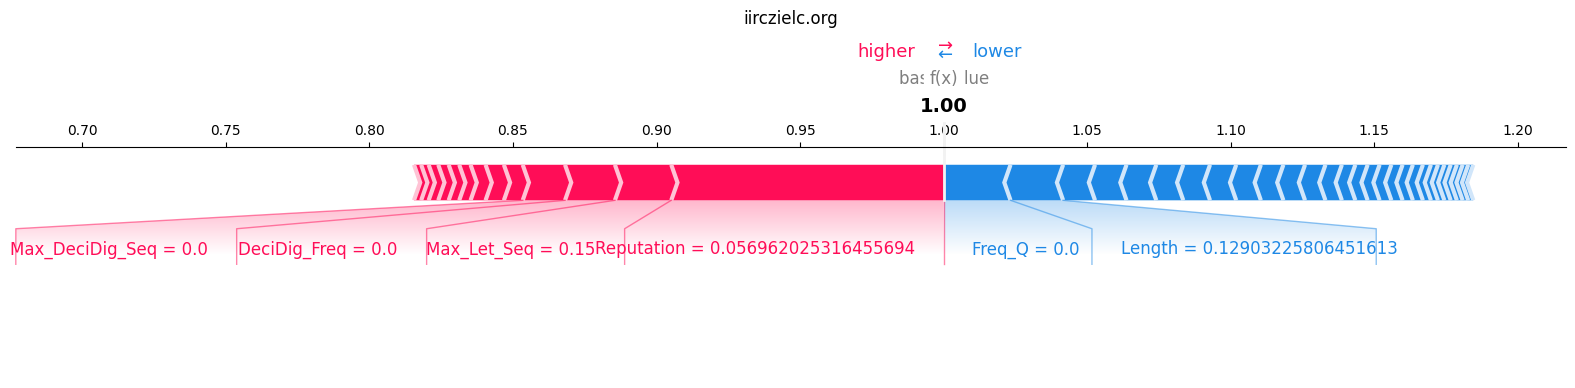 iirczielc.org
higher ⇄ lower
bas f(x) lue
1.00
0.70 0.75 0.80 0.85 0.90 0.95 1.00 1.05 1.10 1.15 1.20
Max_DeciDig_Seq = 0.0 DeciDig_Freq = 0.0 Max_Let_Seq = 0.15 Reputation = 0.056962025316455694 Freq_Q = 0.0 Length = 0.12903225806451613